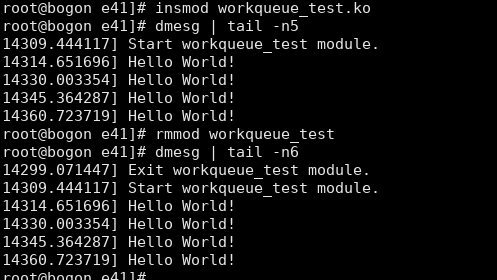 root@bogon e41]# insmod workqueue_test.ko
root@bogon e41]# dmesg | tail -n5
14309.444117] Start workqueue_test module.
14314.651696] Hello World!
14330.003354] Hello World!
14345.364287] Hello World!
14360.723719] Hello World!
root@bogon e41]# rmmod workqueue_test
root@bogon e41]# dmesg | tail -n6
14299.071447] Exit workqueue_test module.
14309.444117] Start workqueue_test module.
14314.651696] Hello World!
14330.003354] Hello World!
14345.364287] Hello World!
14360.723719] Hello World!
root@bogon e41]#